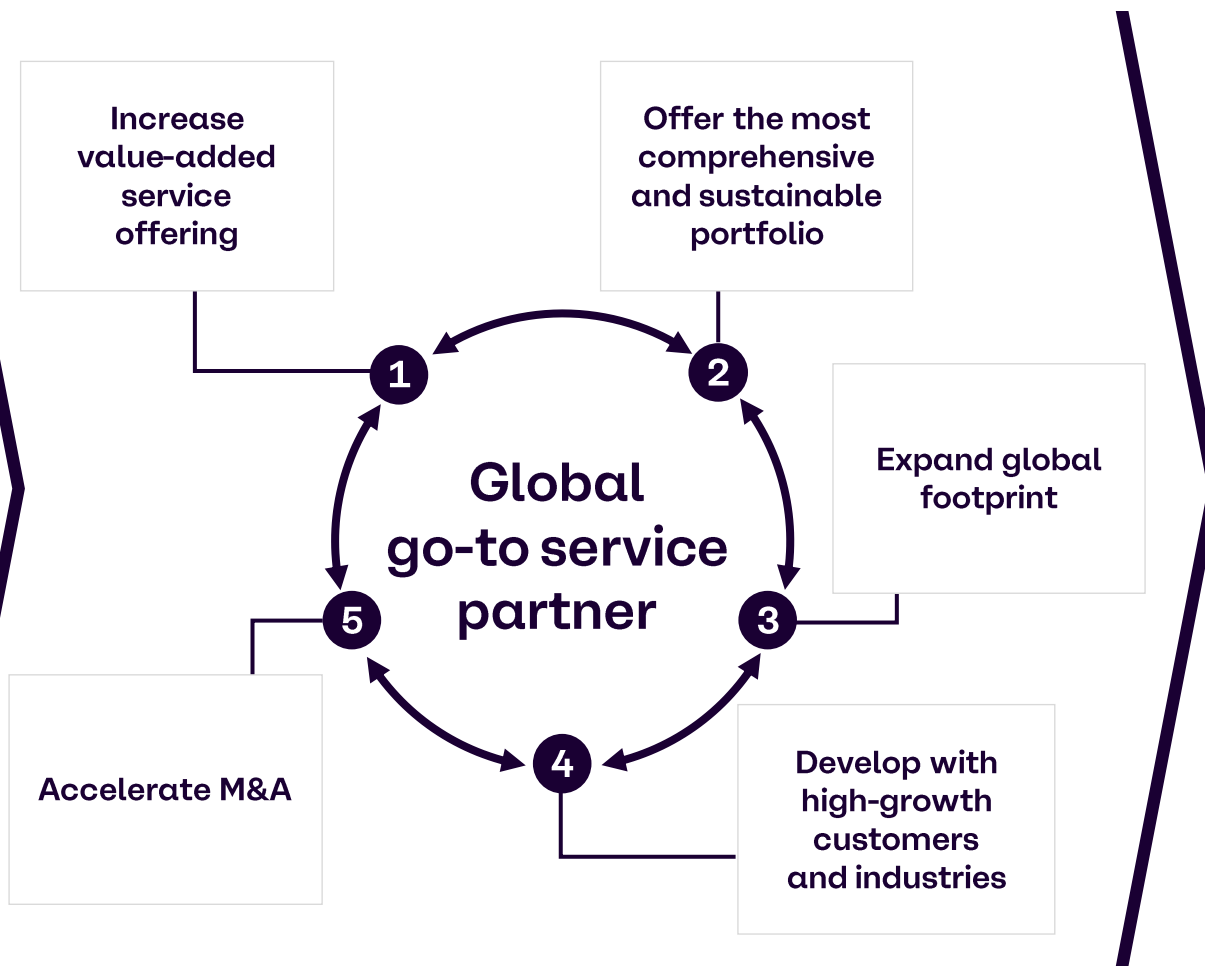 Increase
value-added
service
offering
Offer the most
comprehensive
and sustainable
portfolio
1
2
Expand global
footprint
Global
go-to service
partner
5
3
4
Accelerate M&A
Develop with
high-growth
customers
and industries